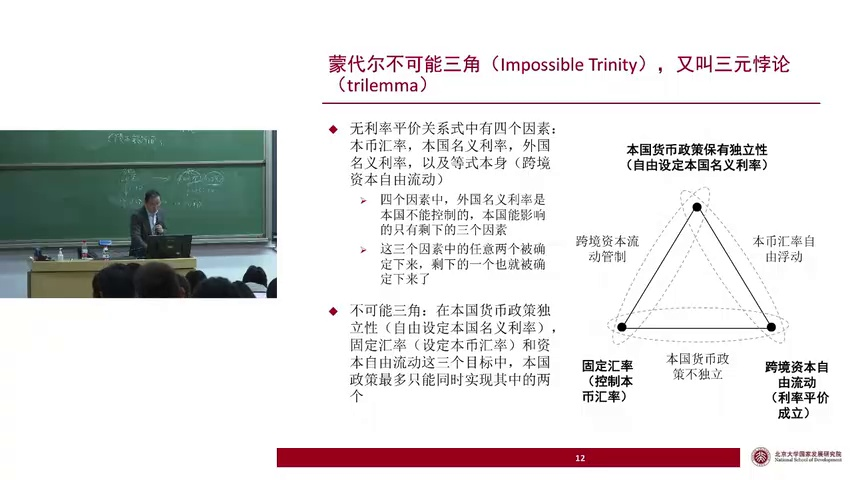 蒙代尔不可能三角（Impossible Trinity），又叫三元悖论
（trilemma）
无利率平价关系式中有四个因素：
本币汇率，本国名义利率，外国
名义利率，以及等式本身（跨境
资本自由流动）
四个因素中，外国名义利率是
本国不能控制的，本国能影响
的只有剩下的三个因素
这三个因素中的任意两个被确
定下来，剩下的一个也就被确
定下来了
不可能三角：在本国货币政策独
立性（自由设定本国名义利率），
固定汇率（设定本币汇率）和资
本自由流动这三个目标中，本国
政策最多只能同时实现其中的两
个
本国货币政策保有独立性
（自由设定本国名义利率）
跨境资本流
动管制
本币汇率自
由浮动
固定汇率
（控制本
币汇率）
本国货币政
策不独立
跨境资本自
由流动
（利率平价
成立）
12
北京大学国家发展研究院
National School of Development